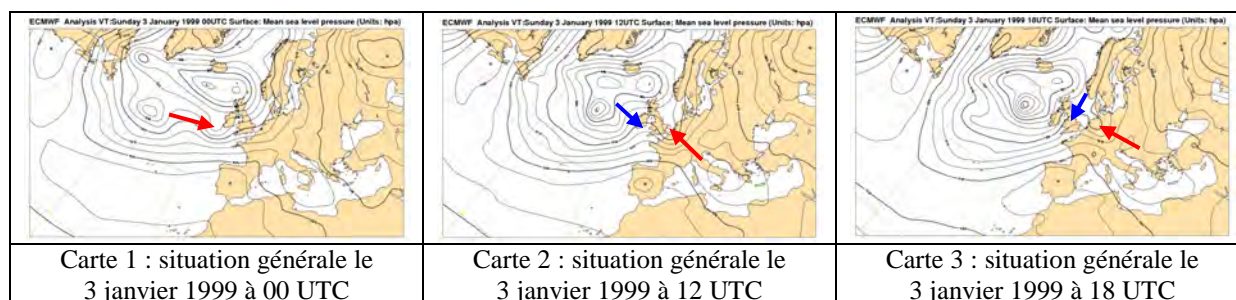 ECMWF Analysis VT:Sunday 3 January 1999 00UTC Surface: Mean sea level pressure (Units: hpa)
ECMWF Analysis VT:Sunday 3 January 1999 12UTC Surface: Mean sea level pressure (Units: hpa)
ECMWF Analysis VT:Sunday 3 January 1999 18UTC Surface: Mean sea level pressure (Units: hpa)
Carte 1 : situation générale le
3 janvier 1999 à 00 UTC
Carte 2 : situation générale le
3 janvier 1999 à 12 UTC
Carte 3 : situation générale le
3 janvier 1999 à 18 UTC